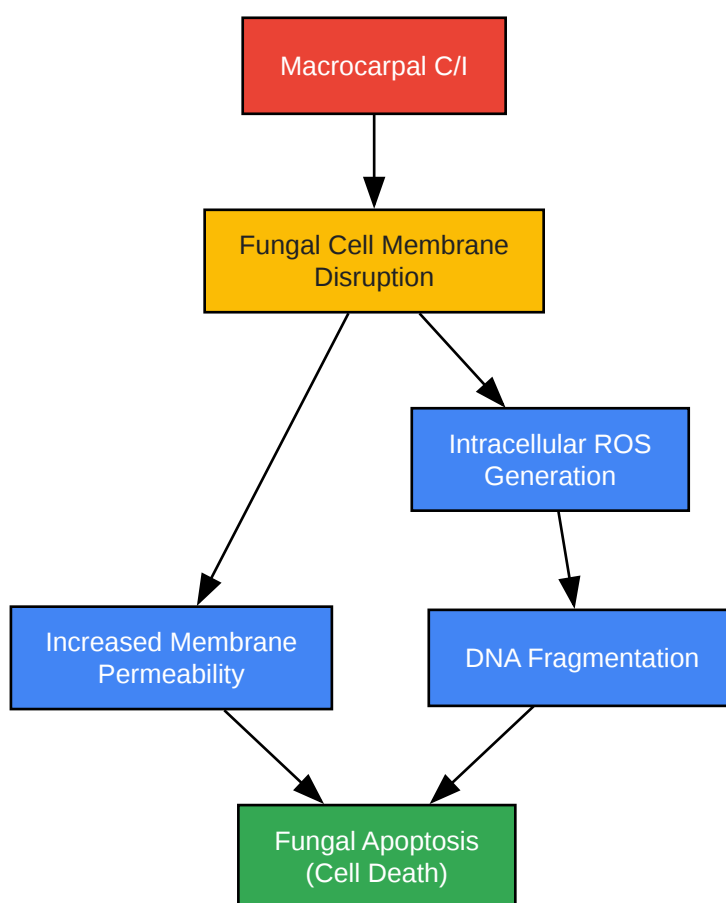 Macrocarpal C/I
Fungal Cell Membrane
Disruption
Intracellular ROS
Generation
Increased Membrane
Permeability
DNA Fragmentation
Fungal Apoptosis
(Cell Death)